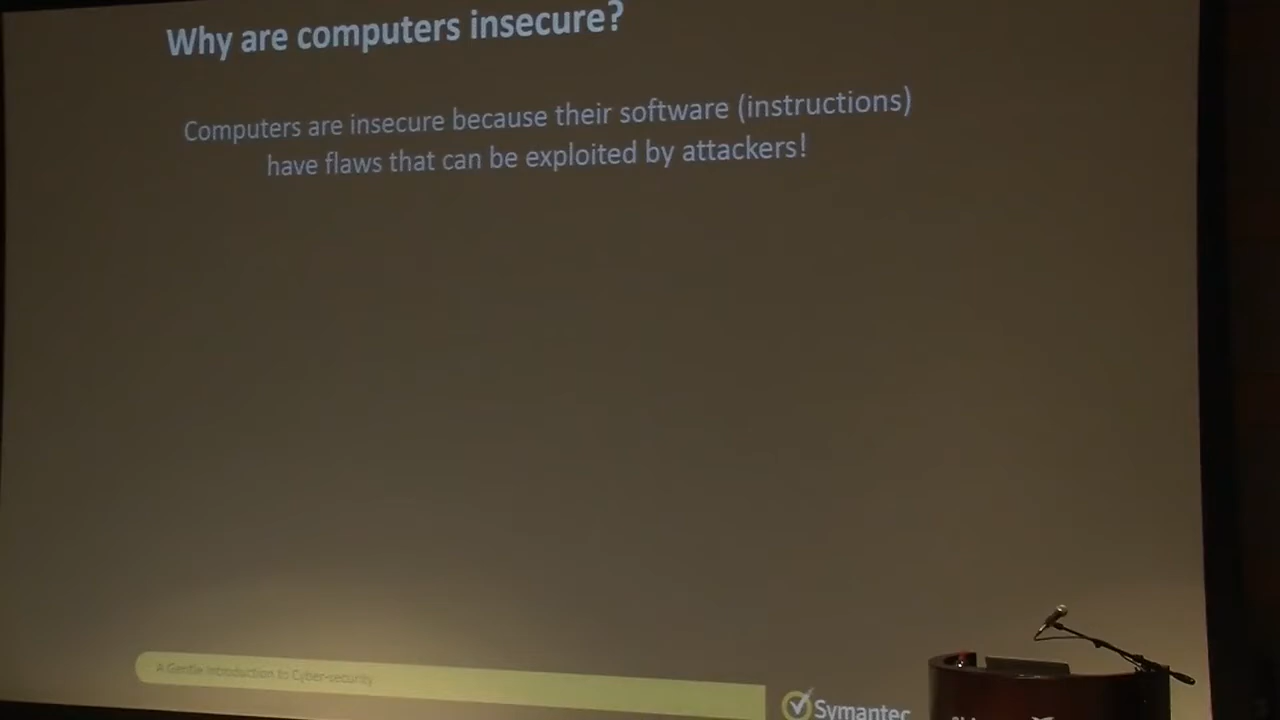 Why are computers insecure?
Computers are insecure because their software (instructions)
have flaws that can be exploited by attackers!
A Gentle Introduction to Cyber-security
Symantec